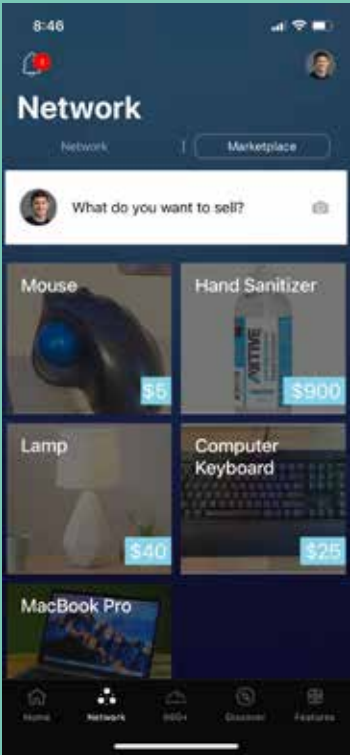 8:46
Network
Network
Marketplace
What do you want to sell?
Mouse
$5
Hand Sanitizer
$900
Lamp
$40
Computer
Keyboard
$25
MacBook Pro
Home
Network
Discover
Features